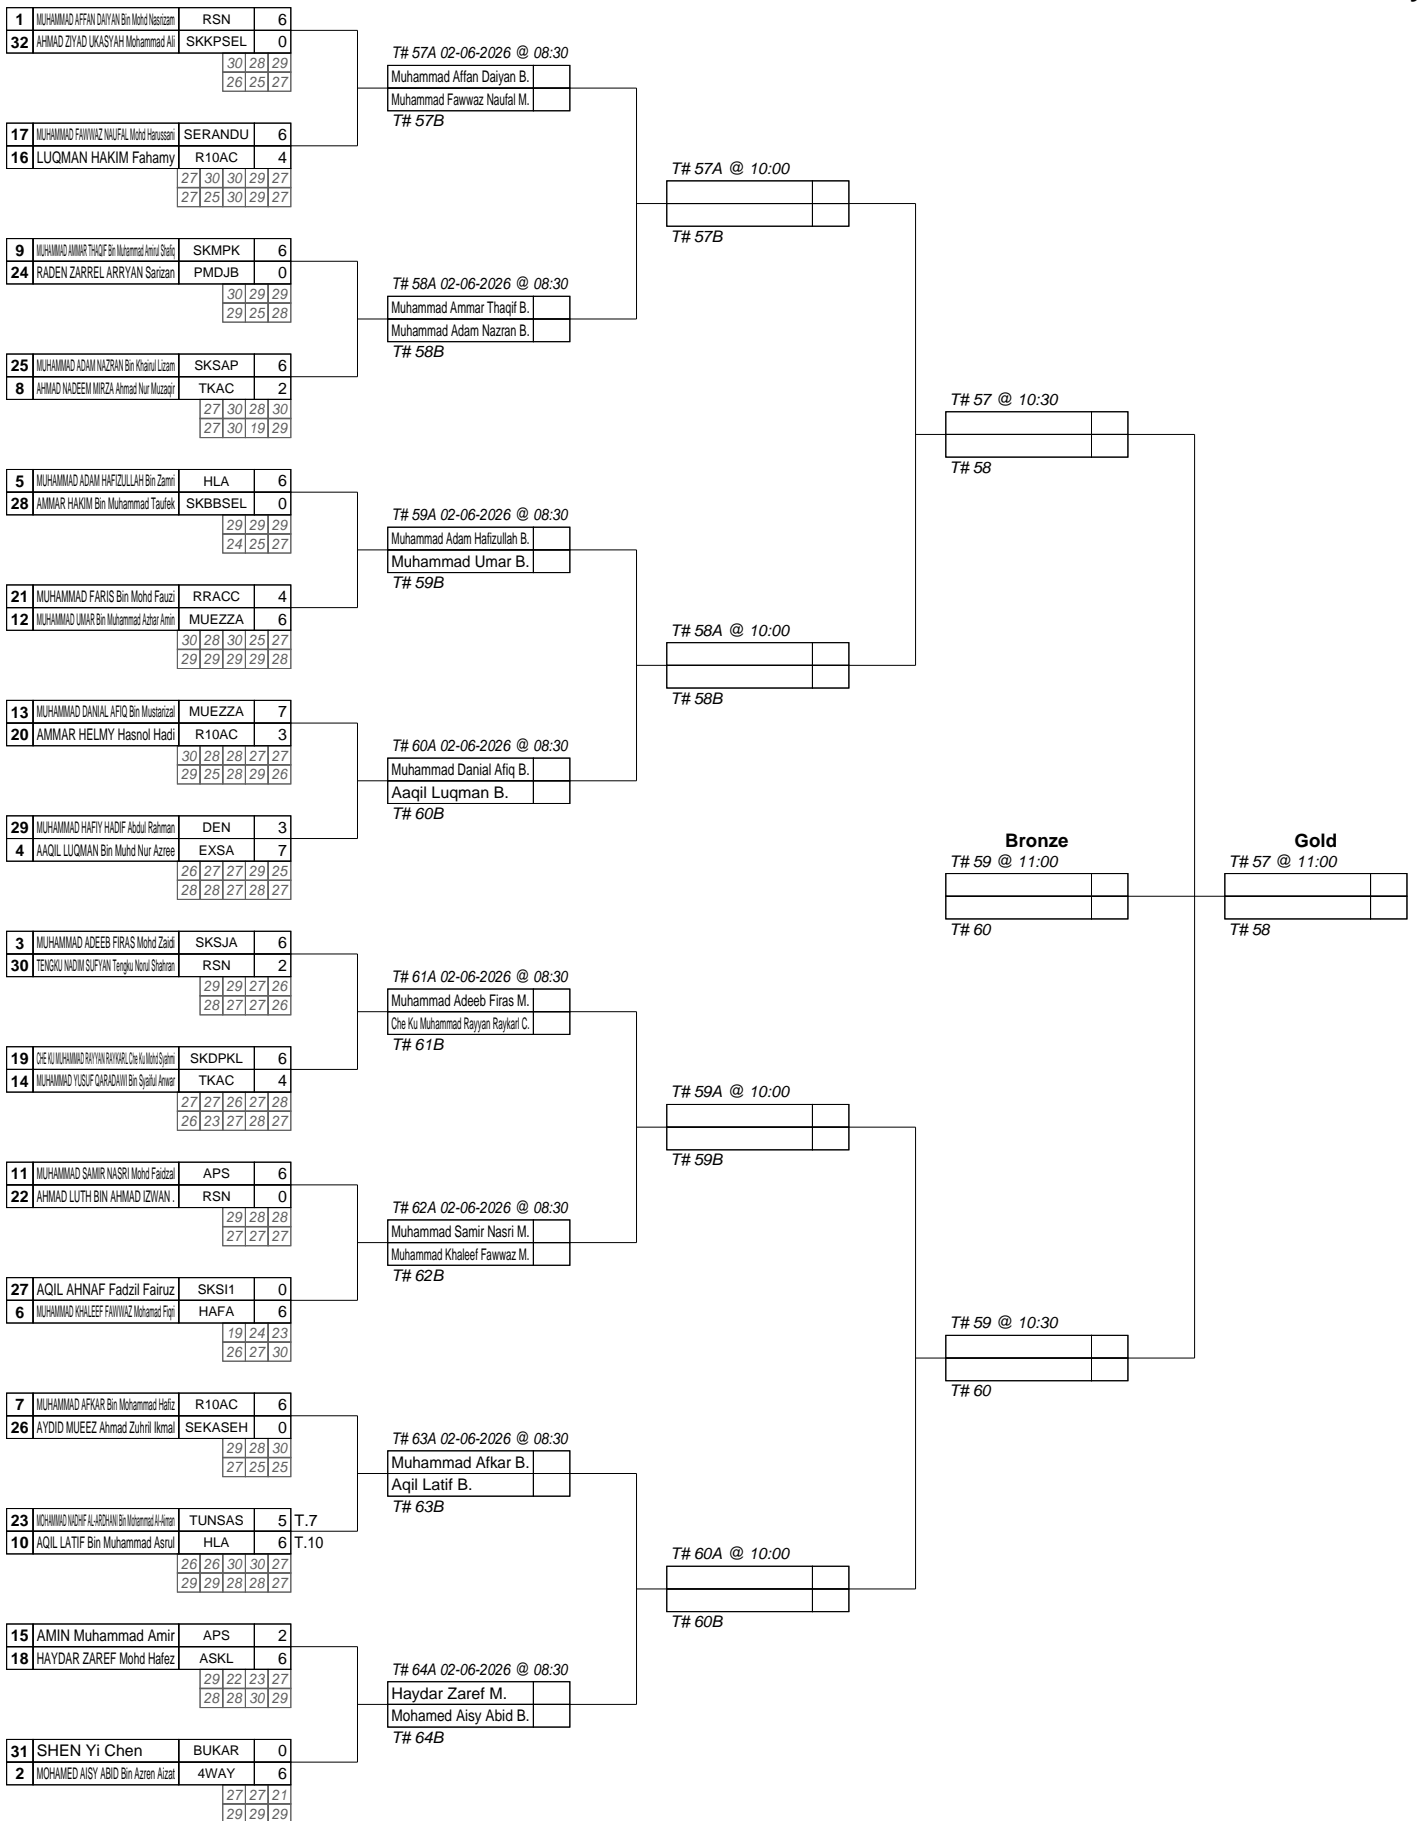 1 MUHAMMAD AFFAN DAIYAN Bin Mohd Nasrizam RSN 6
32 AHMAD ZIYAD UKASYAH Mohammad Ali SKKPSEL 0
30 28 29
26 25 27
T# 57A 02-06-2026 @ 08:30
Muhammad Affan Daiyan B.
Muhammad Fawwaz Naufal M.
T# 57B
17 MUHAMMAD FAWWAZ NAUFAL Mohd Harussani SERANDU 6
16 LUQMAN HAKIM Fahamy R10AC 4
27 30 30 29 27
27 25 30 29 27
T# 57A @ 10:00
T# 57B
9 MUHAMMAD AMMAR THAQIF Bin Muhammad Amirul Shafiq SKMPK 6
24 RADEN ZARREL ARRYAN Sarizan PMDJB 0
30 29 29
29 25 28
T# 58A 02-06-2026 @ 08:30
Muhammad Ammar Thaqif B.
Muhammad Adam Nazran B.
T# 58B
25 MUHAMMAD ADAM NAZRAN Bin Khairul Lizam SKSAP 6
8 AHMAD NADEEM MIRZA Ahmad Nur Muzaqir TKAC 2
27 30 28 30
27 30 19 29
T# 57 @ 10:30
T# 58
5 MUHAMMAD ADAM HAFIZULLAH Bin Zamri HLA 6
28 AMMAR HAKIM Bin Muhammad Taufek SKBBSEL 0
29 29 29
24 25 27
T# 59A 02-06-2026 @ 08:30
Muhammad Adam Hafizullah B.
Muhammad Umar B.
T# 59B
21 MUHAMMAD FARIS Bin Mohd Fauzi RRACC 4
12 MUHAMMAD UMAR Bin Muhammad Azhar Amin MUEZZA 6
30 28 30 25 27
29 29 29 29 28
T# 58A @ 10:00
T# 58B
13 MUHAMMAD DANIAL AFIQ Bin Mustarizal MUEZZA 7
20 AMMAR HELMY Hasnol Hadi R10AC 3
30 28 28 27 27
29 25 28 29 26
T# 60A 02-06-2026 @ 08:30
Muhammad Danial Afiq B.
Aaqil Luqman B.
T# 60B
29 MUHAMMAD HAFIY HADIF Abdul Rahman DEN 3
4 AAQIL LUQMAN Bin Muhd Nur Azree EXSA 7
26 27 27 29 25
28 28 27 28 27
Bronze
T# 59 @ 11:00
T# 60
Gold
T# 57 @ 11:00
T# 58
3 MUHAMMAD ADEEB FIRAS Mohd Zaidi SKSJA 6
30 TENGKU NADIM SUFYAN Tengku Norul Shahran RSN 2
29 29 27 26
28 27 27 26
T# 61A 02-06-2026 @ 08:30
Muhammad Adeeb Firas M.
Che Ku Muhammad Rayyan Raykarl C.
T# 61B
19 CHE KU MUHAMMAD RAYYAN RAYKARL Che Ku Mohd Syahmi SKDPKL 6
14 MUHAMMAD YUSUF QARADAWI Bin Syaiful Anwar TKAC 4
27 27 26 27 28
26 23 27 28 27
T# 59A @ 10:00
T# 59B
11 MUHAMMAD SAMIR NASRI Mohd Faidzal APS 6
22 AHMAD LUTH BIN AHMAD IZWAN . RSN 0
29 28 28
27 27 27
T# 62A 02-06-2026 @ 08:30
Muhammad Samir Nasri M.
Muhammad Khaleef Fawwaz M.
T# 62B
27 AQIL AHNAF Fadzil Fairuz SKSI1 0
6 MUHAMMAD KHALEEF FAWWAZ Mohamad Fiqri HAFA 6
19 24 23
26 27 30
T# 59 @ 10:30
T# 60
7 MUHAMMAD AFKAR Bin Mohammad Hafiz R10AC 6
26 AYDID MUEEZ Ahmad Zuhril Ikmal SEKASEH 0
29 28 30
27 25 25
T# 63A 02-06-2026 @ 08:30
Muhammad Afkar B.
Aqil Latif B.
T# 63B
23 MOHAMMAD NADHIF AL-ARDHANI Bin Mohammad Al-Aiman TUNSAS 5 T.7
10 AQIL LATIF Bin Muhammad Asrul HLA 6 T.10
26 26 30 30 27
29 29 28 28 27
T# 60A @ 10:00
T# 60B
15 AMIN Muhammad Amir APS 2
18 HAYDAR ZAREF Mohd Hafez ASKL 6
29 22 23 27
28 28 30 29
T# 64A 02-06-2026 @ 08:30
Haydar Zaref M.
Mohamed Aisy Abid B.
T# 64B
31 SHEN Yi Chen BUKAR 0
2 MOHAMED AISY ABID Bin Azren Aizat 4WAY 6
27 27 21
29 29 29